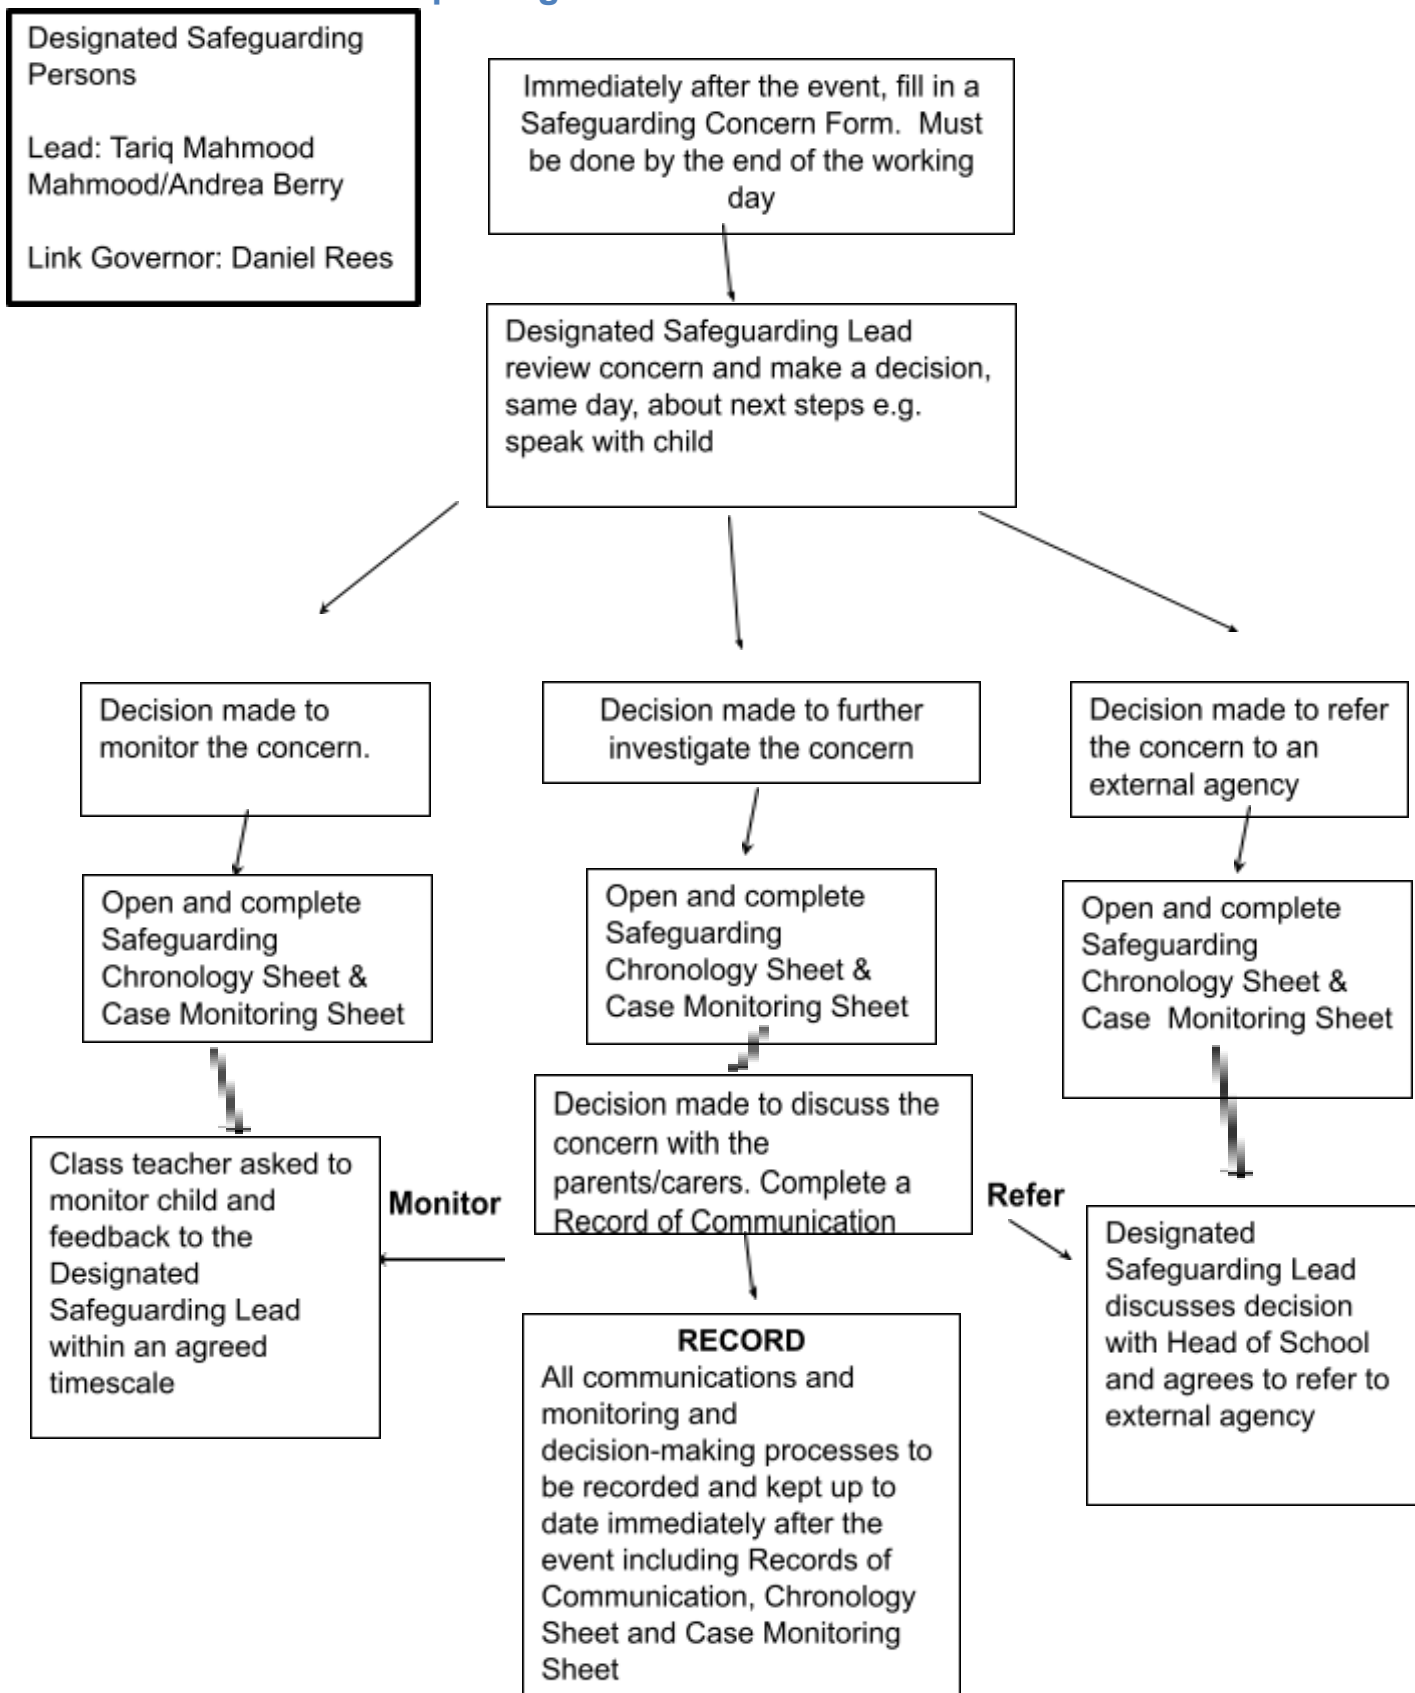 Designated Safeguarding
Persons
Lead: Tariq Mahmood
Mahmood/Andrea Berry
Link Governor: Daniel Rees
Immediately after the event, fill in a
Safeguarding Concern Form.  Must
be done by the end of the working
day
Designated Safeguarding Lead
review concern and make a decision,
same day, about next steps e.g.
speak with child
Decision made to
monitor the concern.
Decision made to further
investigate the concern
Decision made to refer
the concern to an
external agency
Open and complete
Safeguarding
Chronology Sheet &
Case Monitoring Sheet
Open and complete
Safeguarding
Chronology Sheet &
Case Monitoring Sheet
Open and complete
Safeguarding
Chronology Sheet &
Case  Monitoring Sheet
Class teacher asked to
monitor child and
feedback to the
Designated
Safeguarding Lead
within an agreed
timescale
Monitor
Decision made to discuss the
concern with the
parents/carers. Complete a
Record of Communication
Refer
Designated
Safeguarding Lead
discusses decision
with Head of School
and agrees to refer to
external agency
RECORD
All communications and
monitoring and
decision-making processes to
be recorded and kept up to
date immediately after the
event including Records of
Communication, Chronology
Sheet and Case Monitoring
Sheet